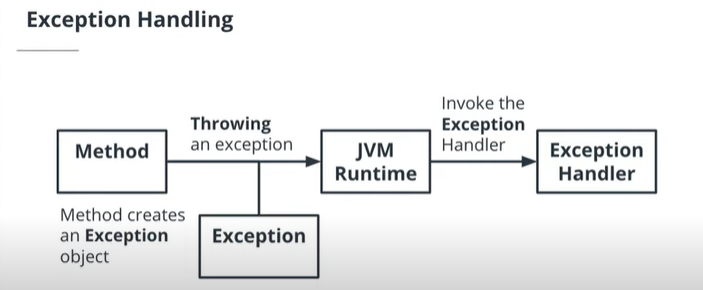 Exception Handling
Throwing
an exception
Invoke the
Exception
Handler
Method
JVM
Runtime
Exception
Handler
Method creates
an Exception
object
Exception